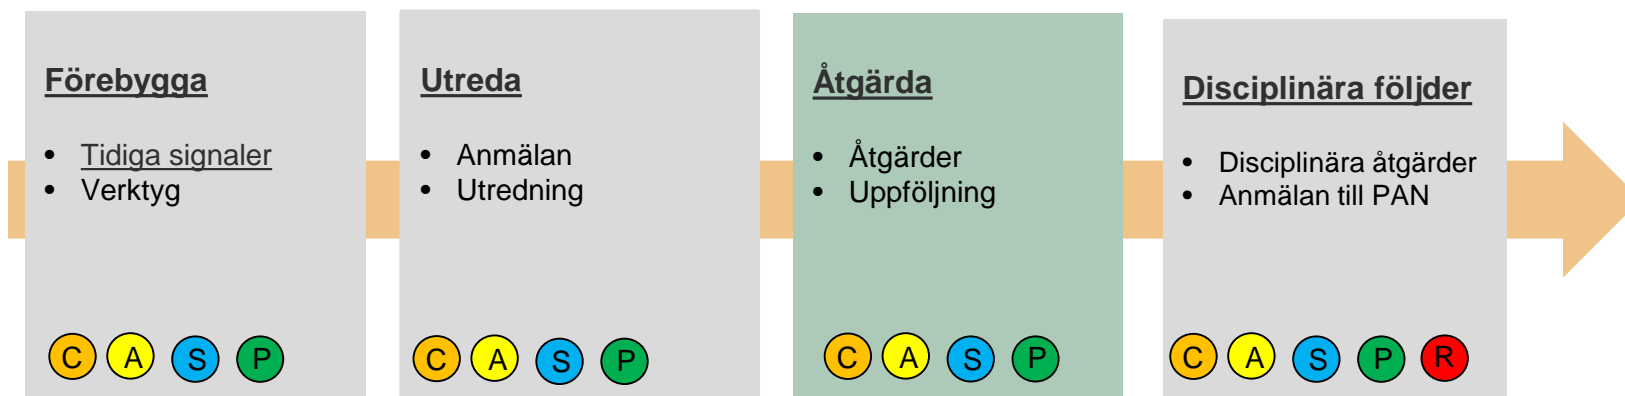 Förebygga
• Tidiga signaler
• Verktyg
C A S P
Utreda
• Anmälan
• Utredning
C A S P
Åtgärda
• Åtgärder
• Uppföljning
C A S P
Disciplinära följder
• Disciplinära åtgärder
• Anmälan till PAN
C A S P R